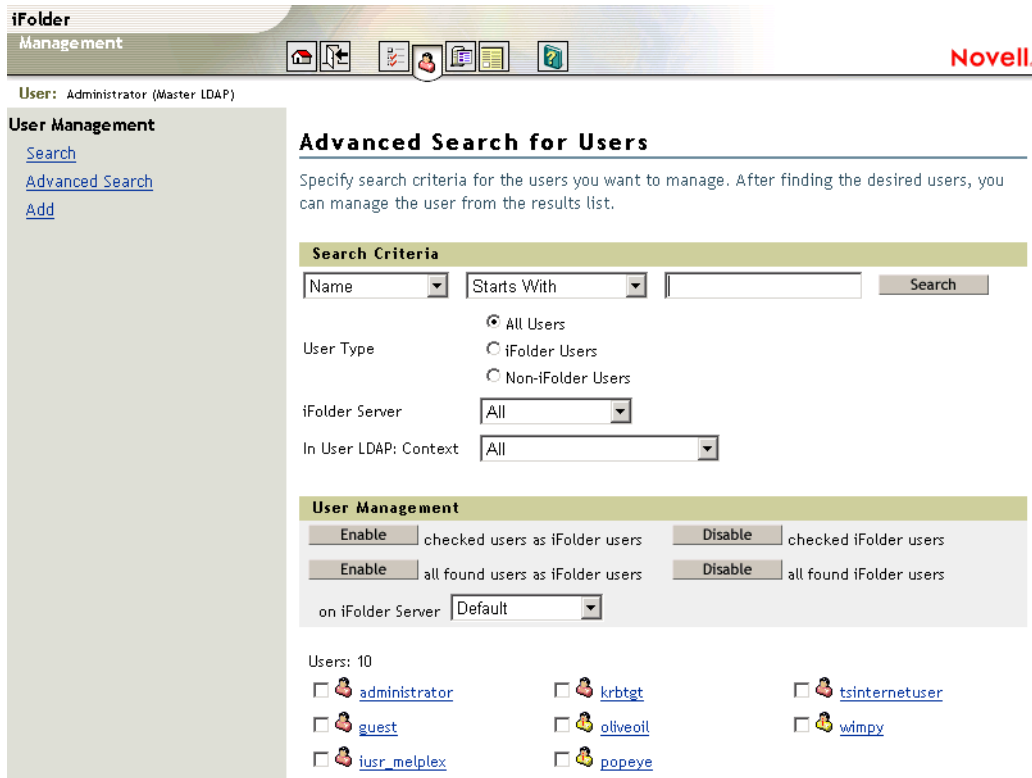 iFolder
Management
Novell.
User: Administrator (Master LDAP)
User Management
Search
Advanced Search
Add
Advanced Search for Users
Specify search criteria for the users you want to manage. After finding the desired users, you
can manage the user from the results list.
Search Criteria
Name Starts With Search
User Type
All Users
iFolder Users
Non-iFolder Users
iFolder Server All
In User LDAP: Context All
User Management
Enable checked users as iFolder users Disable checked iFolder users
Enable all found users as iFolder users Disable all found iFolder users
on iFolder Server Default
Users: 10
administrator krbtgt tsinternetuser
guest oliveoil wimpy
iusr_melplex popeye